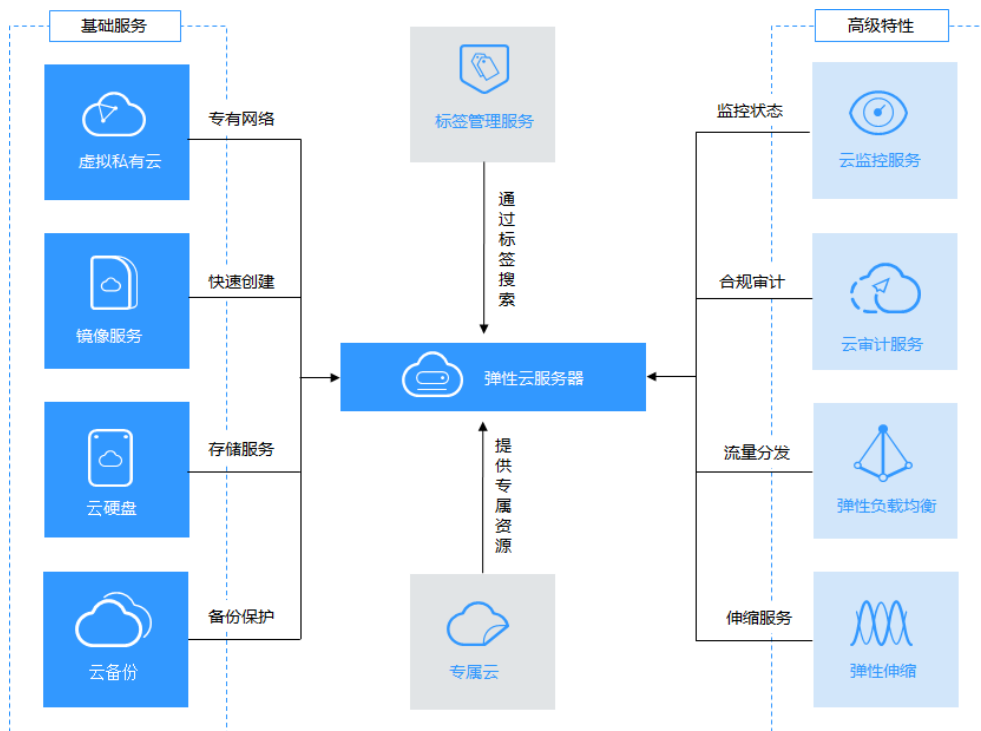 基础服务
虚拟私有云
专有网络
镜像服务
快速创建
云硬盘
存储服务
云备份
备份保护
标签管理服务
通过标签搜索
弹性云服务器
提供专属资源
专属云
高级特性
监控状态
云监控服务
合规审计
云审计服务
流量分发
弹性负载均衡
伸缩服务
弹性伸缩